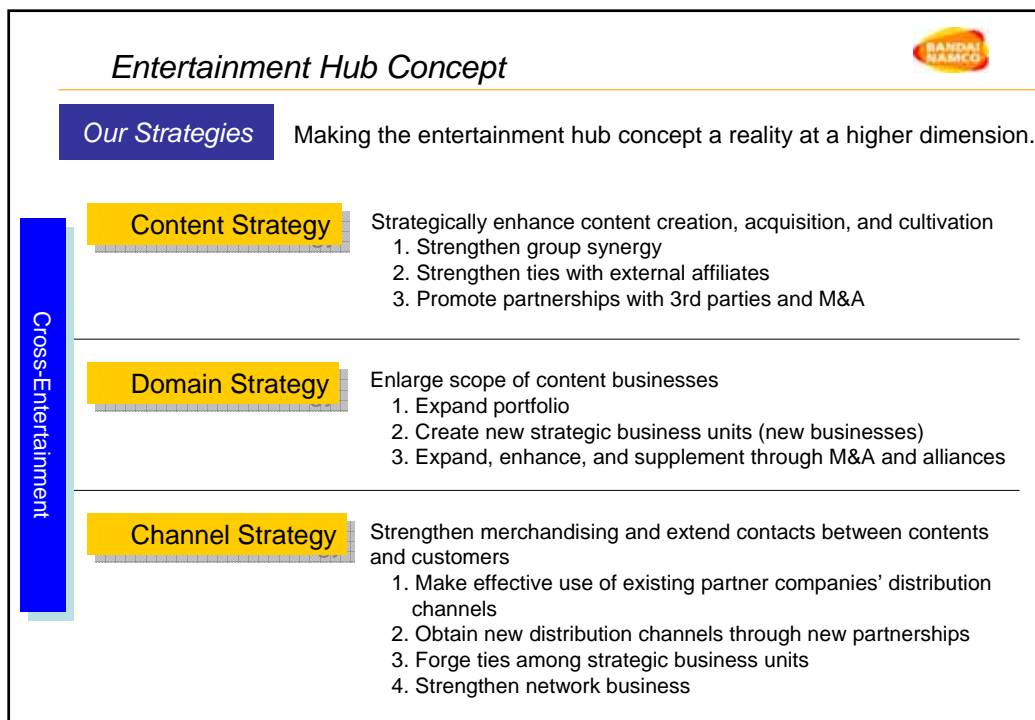 Entertainment Hub Concept
BANDAI
NAMCO
Our Strategies
Making the entertainment hub concept a reality at a higher dimension.
Cross-Entertainment
Content Strategy
Strategically enhance content creation, acquisition, and cultivation
1. Strengthen group synergy
2. Strengthen ties with external affiliates
3. Promote partnerships with 3rd parties and M&A
Domain Strategy
Enlarge scope of content businesses
1. Expand portfolio
2. Create new strategic business units (new businesses)
3. Expand, enhance, and supplement through M&A and alliances
Channel Strategy
Strengthen merchandising and extend contacts between contents
and customers
1. Make effective use of existing partner companies’ distribution
channels
2. Obtain new distribution channels through new partnerships
3. Forge ties among strategic business units
4. Strengthen network business